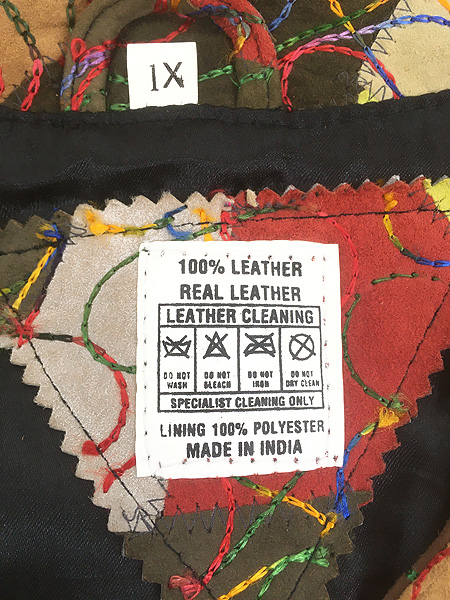 1X
100% LEATHER
REAL LEATHER
LEATHER CLEANING
DO NOT WASH DO NOT BLEACH DO NOT IRON DO NOT DRY CLEAN
SPECIALIST CLEANING ONLY
LINING 100% POLYESTER
MADE IN INDIA